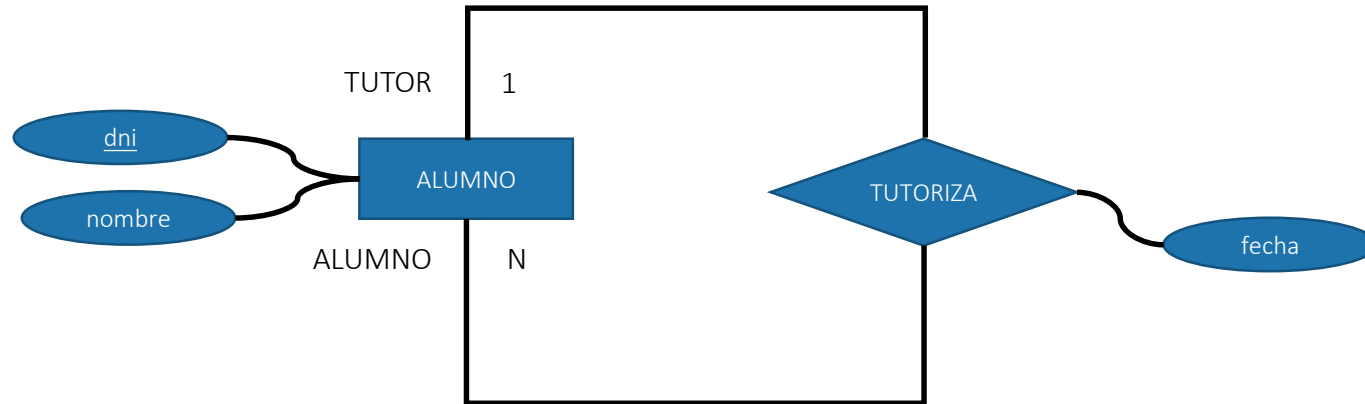 TUTOR 1
dni
ALUMNO
TUTORIZA
nombre
fecha
ALUMNO N